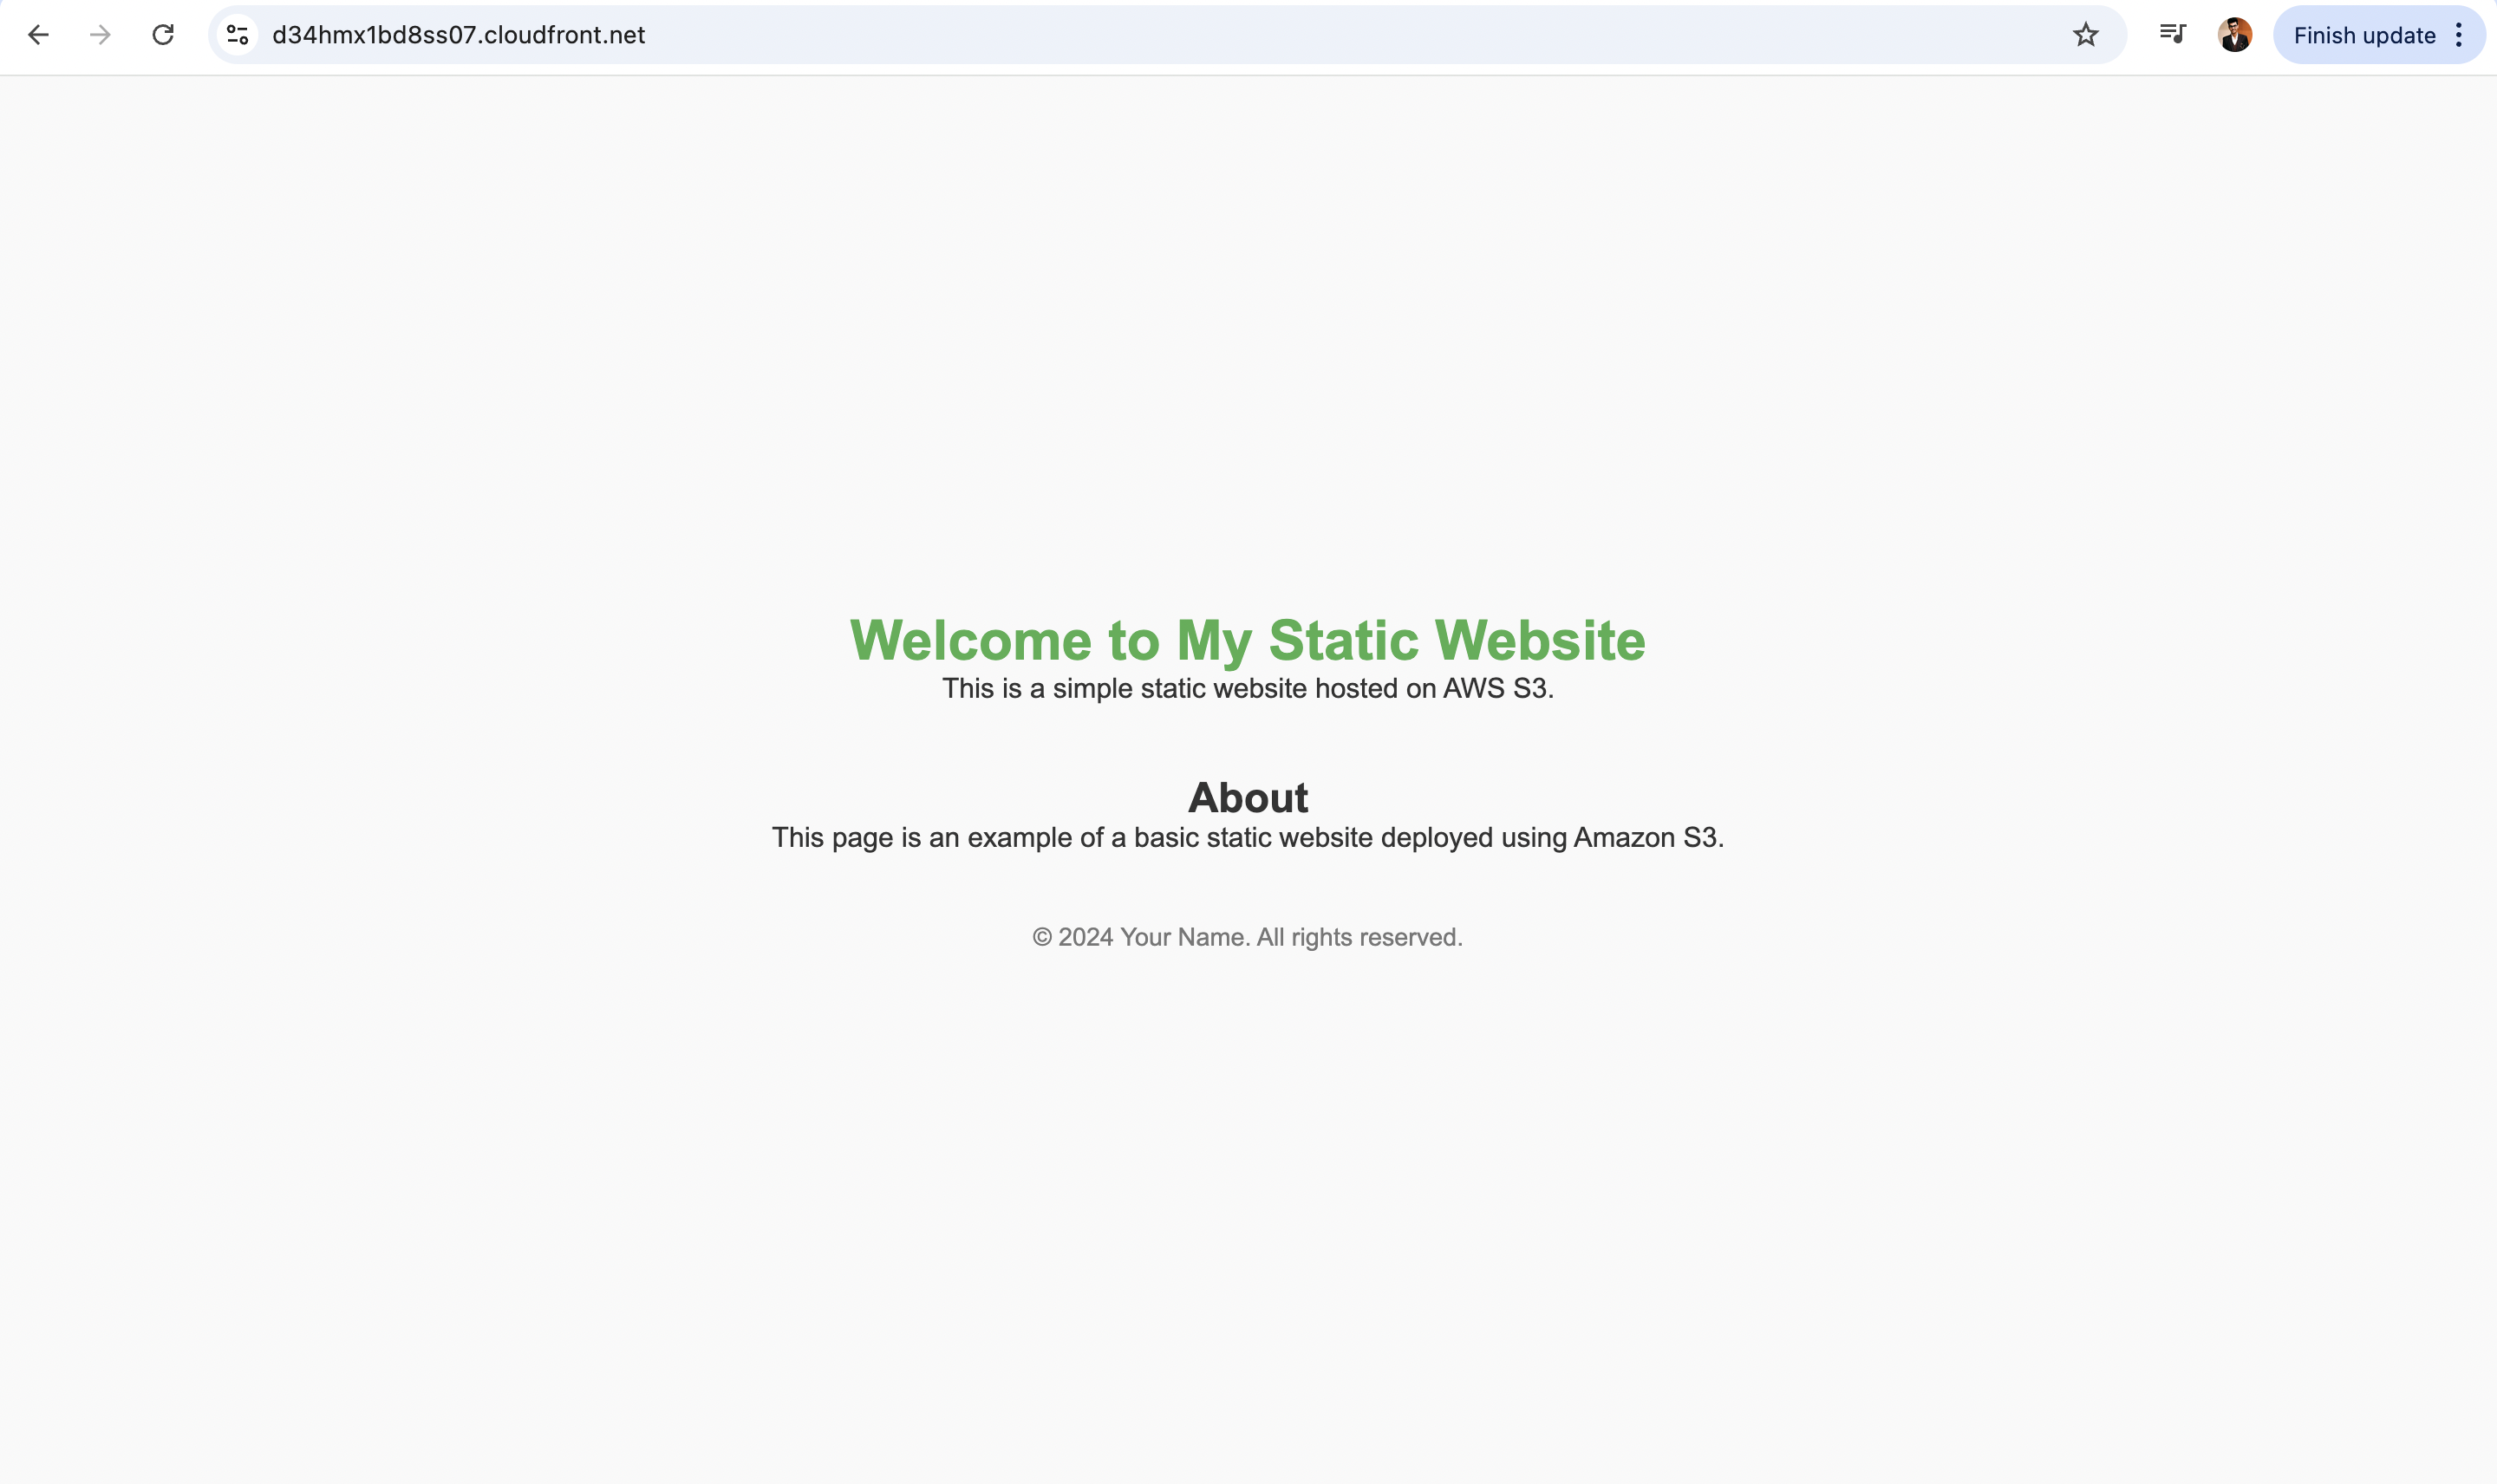 d34hmx1bd8ss07.cloudfront.net
Finish update
Welcome to My Static Website
This is a simple static website hosted on AWS S3.
About
This page is an example of a basic static website deployed using Amazon S3.
© 2024 Your Name. All rights reserved.